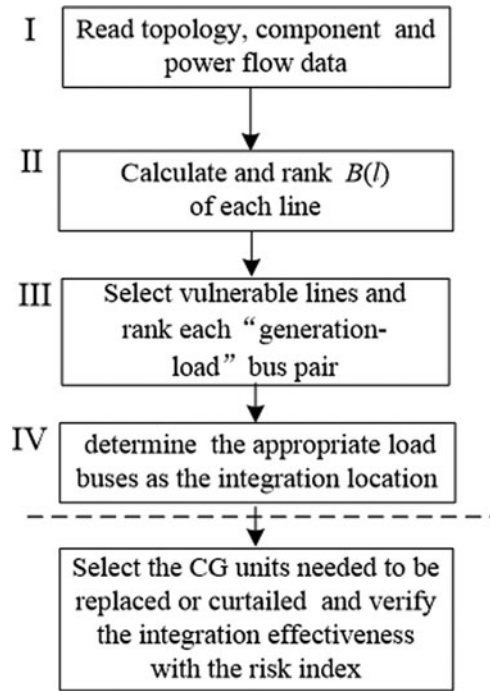 I
Read topology, component and
power flow data
II
Calculate and rank B(l)
of each line
III
Select vulnerable lines and
rank each “generation-
load” bus pair
IV
determine the appropriate load
buses as the integration location
Select the CG units needed to be
replaced or curtailed and verify
the integration effectiveness
with the risk index